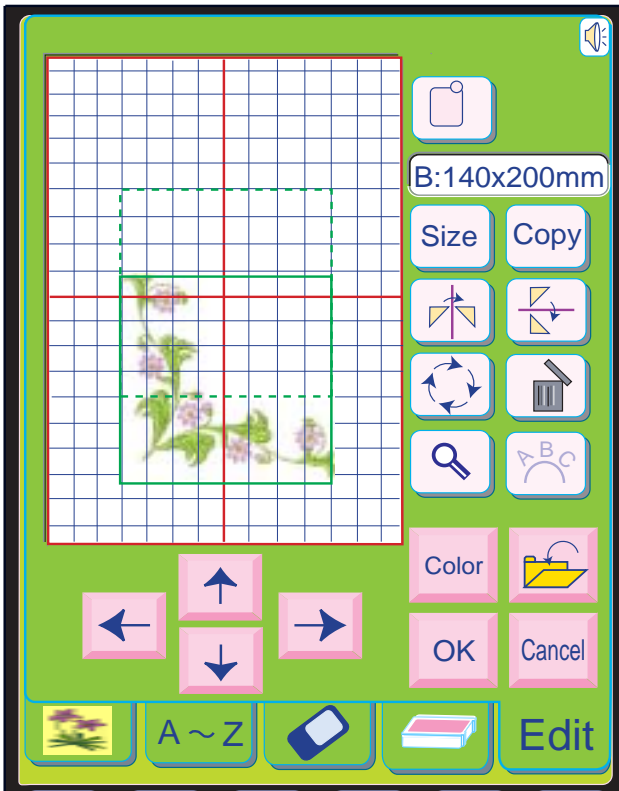 B:140x200mm
Size Copy
A B C
Color
OK Cancel
A ~ Z
Edit